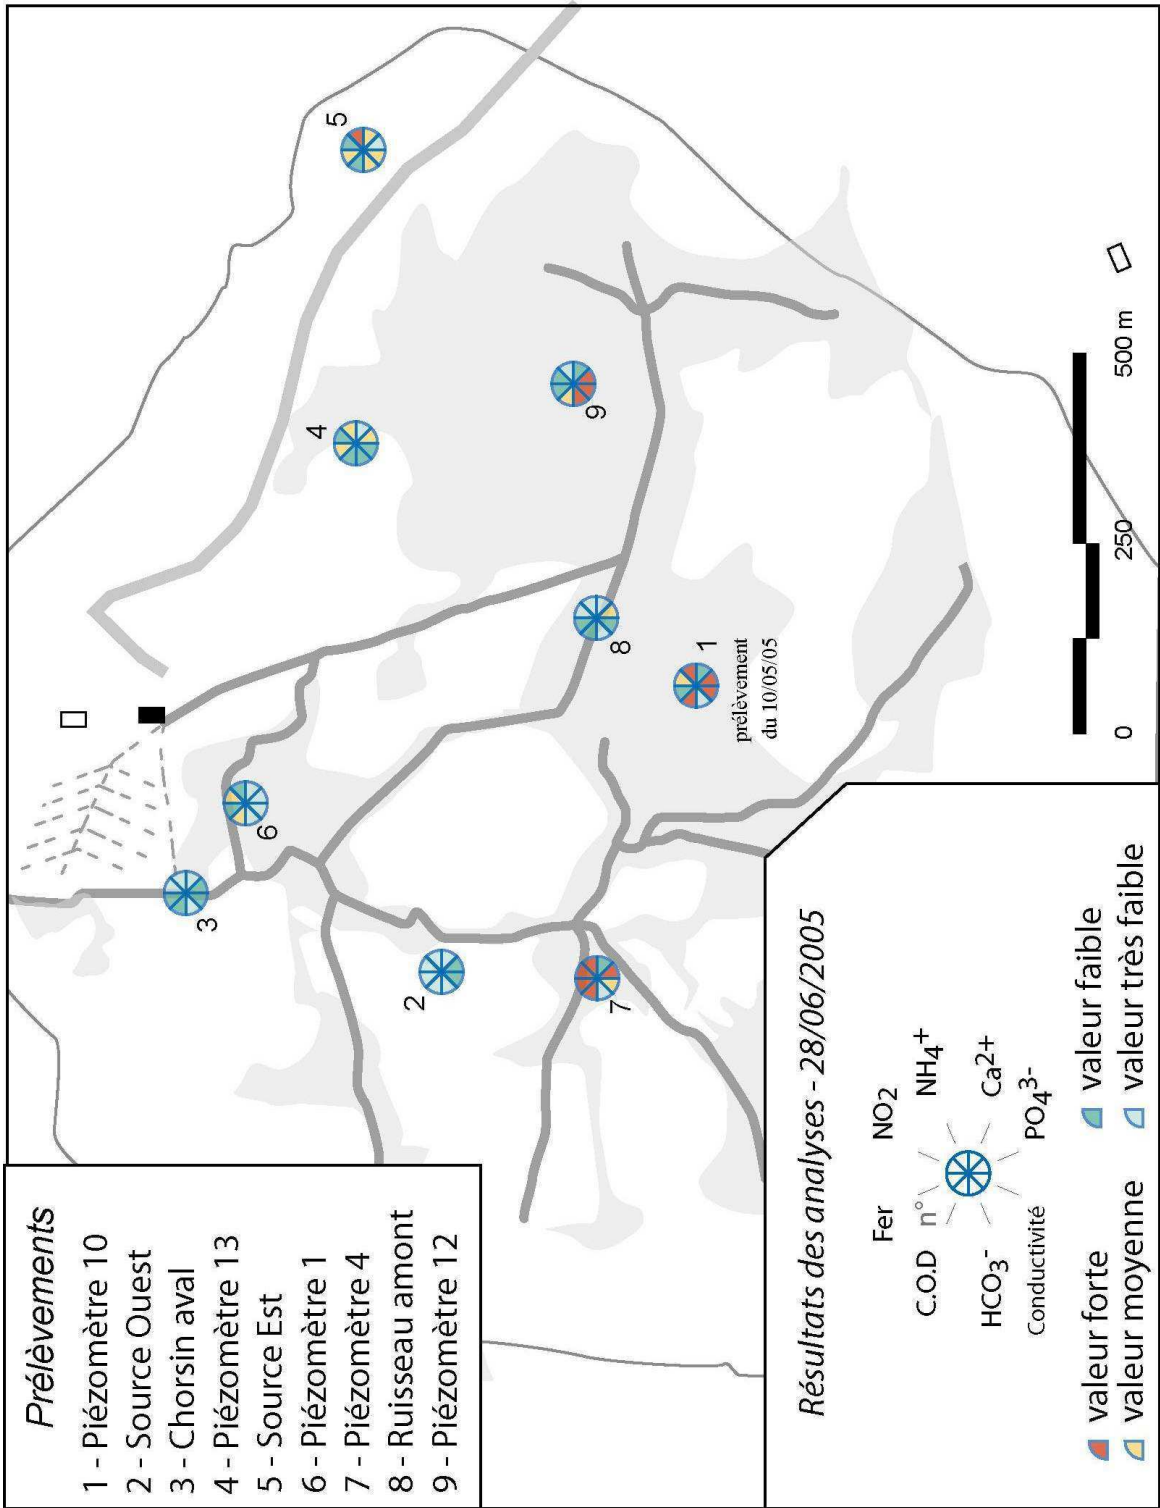 Prélèvements
1 - Piézomètre 10
2 - Source Ouest
3 - Chorsin aval
4 - Piézomètre 13
5 - Source Est
6 - Piézomètre 1
7 - Piézomètre 4
8 - Ruisseau amont
9 - Piézomètre 12
3
6
2
7
8
1
prélèvement
du 10/05/05
4
9
5
0
250
500 m
Résultats des analyses - 28/06/2005
Fer
NO2
C.O.D
n°
NH4+
HCO3-
Ca2+
Conductivité
PO4 3-
valeur forte
valeur faible
valeur moyenne
valeur très faible